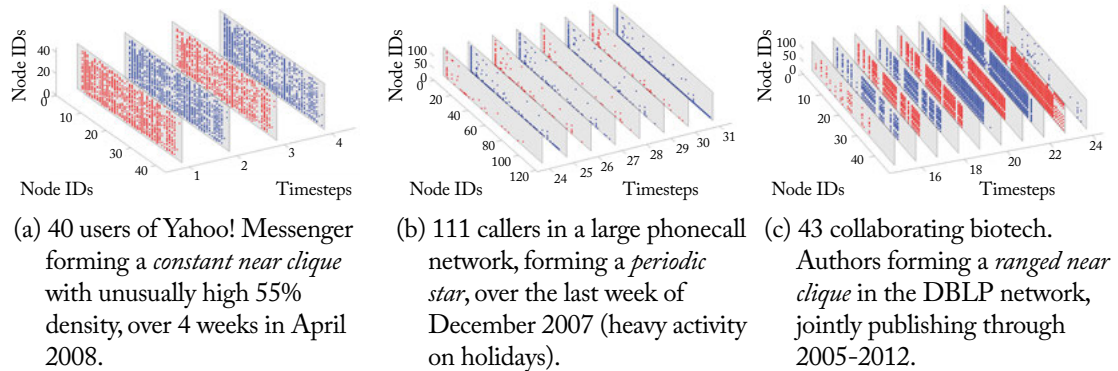 Node IDs
40
20
0
0
10
20
30
40
1
2
3
4
Node IDs
Timesteps
Node IDs
100
50
0
0
20
40
60
80
100
120
24
25
26
27
28
29
30
31
Node IDs
Timesteps
Node IDs
100
50
0
0
10
20
30
40
16
18
20
22
24
Node IDs
Timesteps
(a) 40 users of Yahoo! Messenger
forming a constant near clique
with unusually high 55%
density, over 4 weeks in April
2008.
(b) 111 callers in a large phonecall
network, forming a periodic
star, over the last week of
December 2007 (heavy activity
on holidays).
(c) 43 collaborating biotech.
Authors forming a ranged near
clique in the DBLP network,
jointly publishing through
2005-2012.